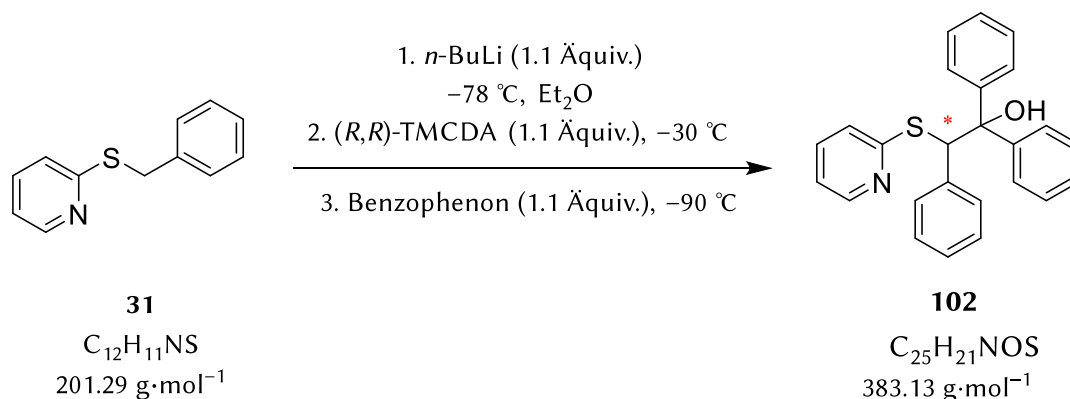 1. n-BuLi (1.1 Äquiv.)
−78 ℃, Et₂O
2. (R,R)-TMCDA (1.1 Äquiv.), −30 ℃
3. Benzophenon (1.1 Äquiv.), −90 ℃
S
N
S
*
OH
N
31
C₁₂H₁₁NS
201.29 g·mol⁻¹
102
C₂₅H₂₁NOS
383.13 g·mol⁻¹